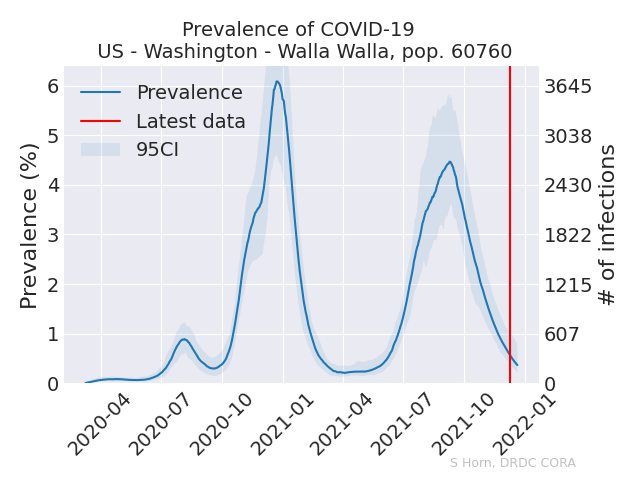 Prevalence of COVID-19
US - Washington - Walla Walla, pop. 60760
Prevalence
Latest data
95CI
Prevalence (%)
6
5
4
3
2
1
0
3645
3038
2430
1822
1215
607
0
# of infections
2020-04
2020-07
2020-10
2021-01
2021-04
2021-07
2021-10
2022-01
S Horn, DRDC CORA